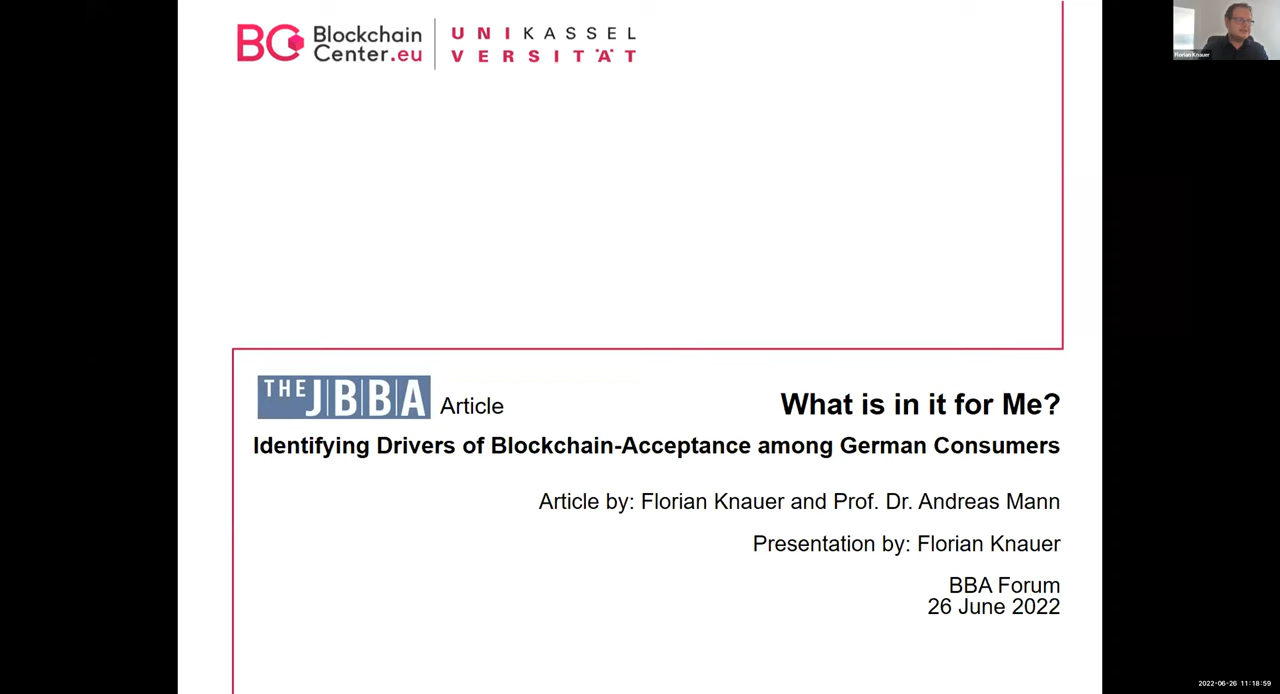 BC Blockchain Center.eu
UNIKASSEL
VERSITÄT
Florian Knauer
THE JBBA Article
What is in it for Me?
Identifying Drivers of Blockchain-Acceptance among German Consumers
Article by: Florian Knauer and Prof. Dr. Andreas Mann
Presentation by: Florian Knauer
BBA Forum
26 June 2022
2022-06-26 11:18:59